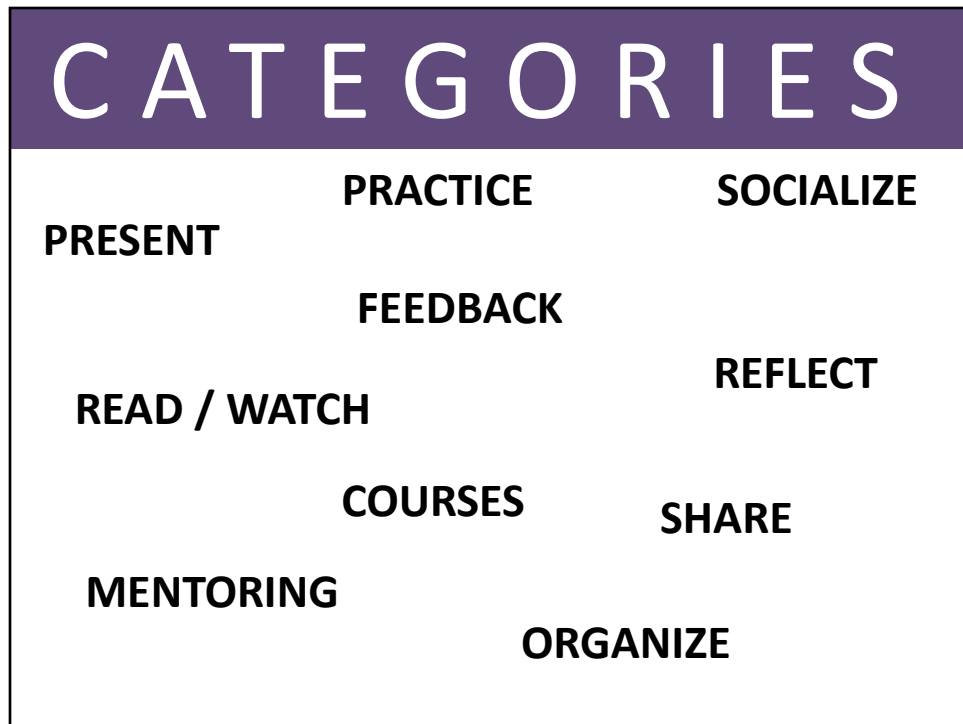 CATEGORIES
PRACTICE
SOCIALIZE
PRESENT
FEEDBACK
REFLECT
READ / WATCH
COURSES
SHARE
MENTORING
ORGANIZE